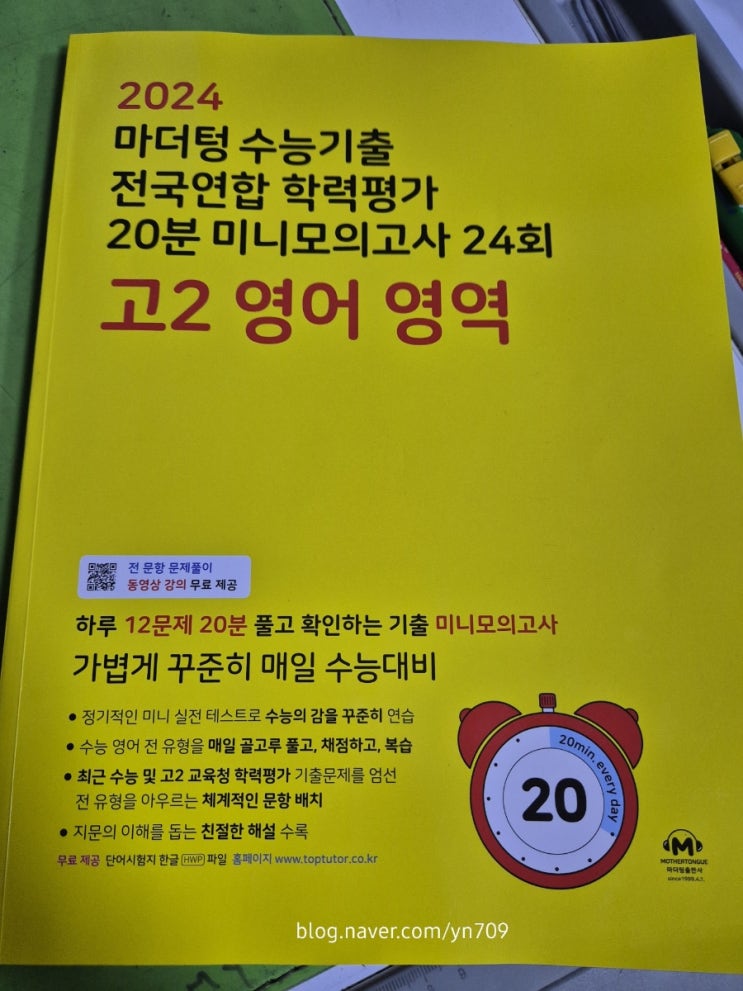 2024
마더텅 수능기출
전국연합 학력평가
20분 미니모의고사 24회
고2 영어 영역
전 문항 문제풀이
동영상 강의 무료 제공
하루 12문제 20분 풀고 확인하는 기출 미니모의고사
가볍게 꾸준히 매일 수능대비
• 정기적인 미니 실전 테스트로 수능의 감을 꾸준히 연습
• 수능 영어 전 유형을 매일 골고루 풀고, 채점하고, 복습
• 최근 수능 및 고2 교육청 학력평가 기출문제를 엄선
전 유형을 아우르는 체계적인 문항 배치
• 지문의 이해를 돕는 친절한 해설 수록
무료 제공 단어시험지 한글 HWP 파일 홈페이지 www.toptutor.co.kr
20min. every day
20
M
MOTHERTONGUE
마더텅출판사
since1999.4.1.
blog.naver.com/yn709